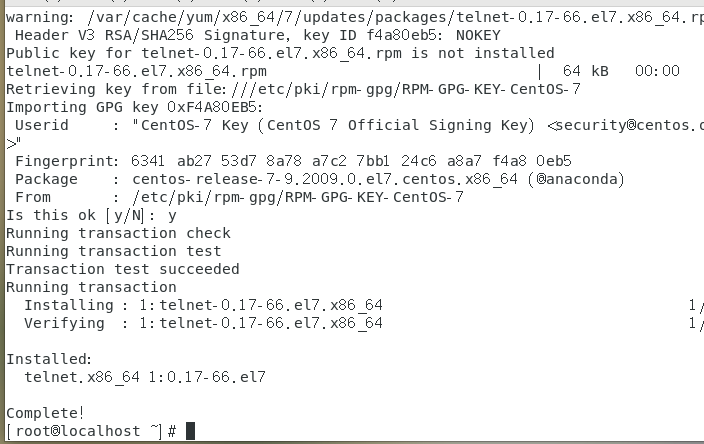 warning: /var/cache/yum/x86_64/7/updates/packages/telnet-0.17-66.el7.x86_64.rp
Header V3 RSA/SHA256 Signature, key ID f4a80eb5: NOKEY
Public key for telnet-0.17-66.el7.x86_64.rpm is not installed
telnet-0.17-66.el7.x86_64.rpm | 64 kB 00:00
Retrieving key from file:///etc/pki/rpm-gpg/RPM-GPG-KEY-CentOS-7
Importing GPG key 0xF4A80EB5:
Userid : "CentOS-7 Key (CentOS 7 Official Signing Key) <security@centos.o
>"
Fingerprint: 6341 ab27 53d7 8a78 a7c2 7bb1 24c6 a8a7 f4a8 0eb5
Package : centos-release-7-9.2009.0.el7.centos.x86_64 (@anaconda)
From : /etc/pki/rpm-gpg/RPM-GPG-KEY-CentOS-7
Is this ok [y/N]: y
Running transaction check
Running transaction test
Transaction test succeeded
Running transaction
Installing : 1:telnet-0.17-66.el7.x86_64 1/
Verifying : 1:telnet-0.17-66.el7.x86_64 1/
Installed:
telnet.x86_64 1:0.17-66.el7
Complete!
[root@localhost ~]#